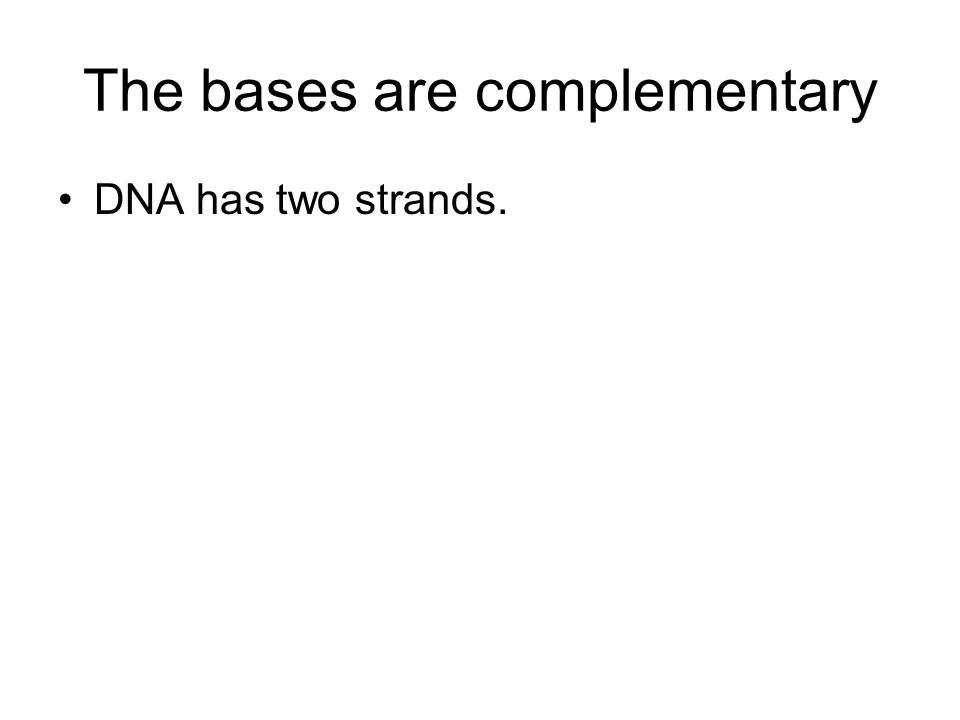 The bases are complementary
• DNA has two strands.